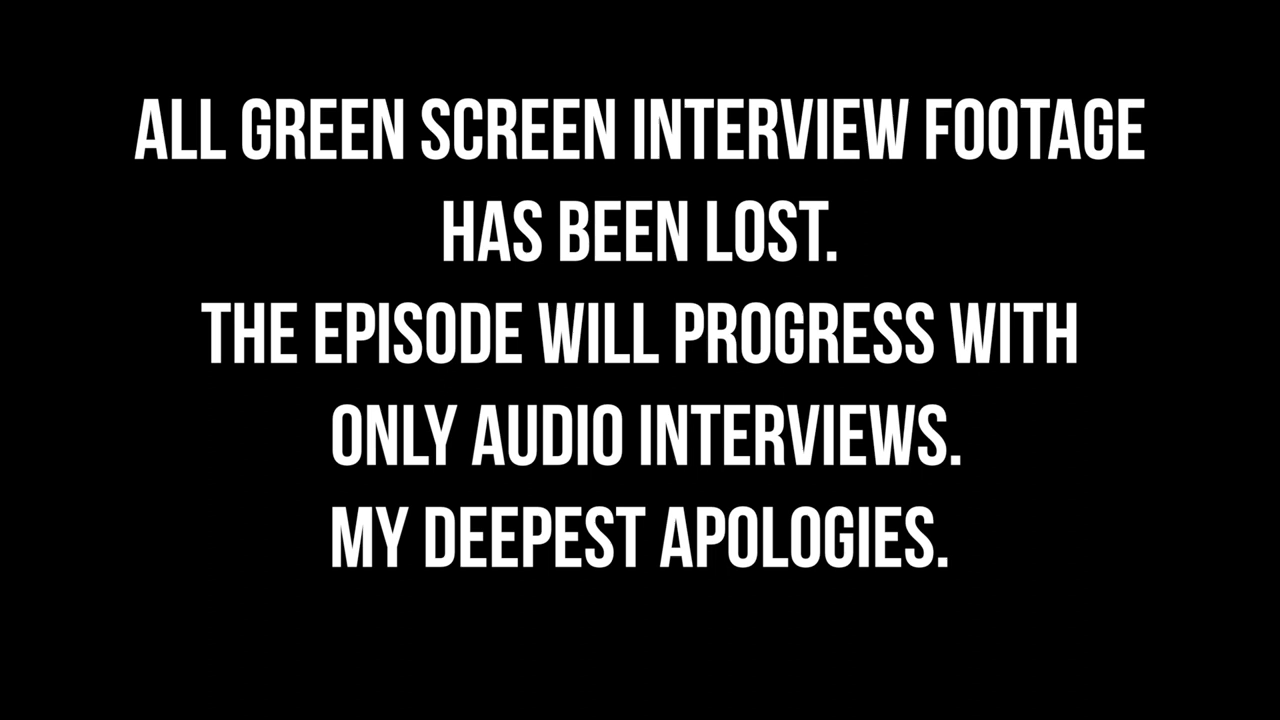 ALL GREEN SCREEN INTERVIEW FOOTAGE
HAS BEEN LOST.
THE EPISODE WILL PROGRESS WITH
ONLY AUDIO INTERVIEWS.
MY DEEPEST APOLOGIES.